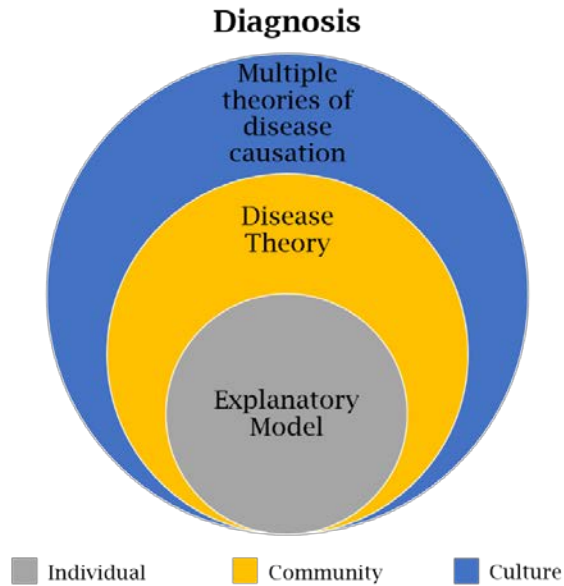 Diagnosis
Multiple
theories of
disease
causation
Disease
Theory
Explanatory
Model
Individual
Community
Culture